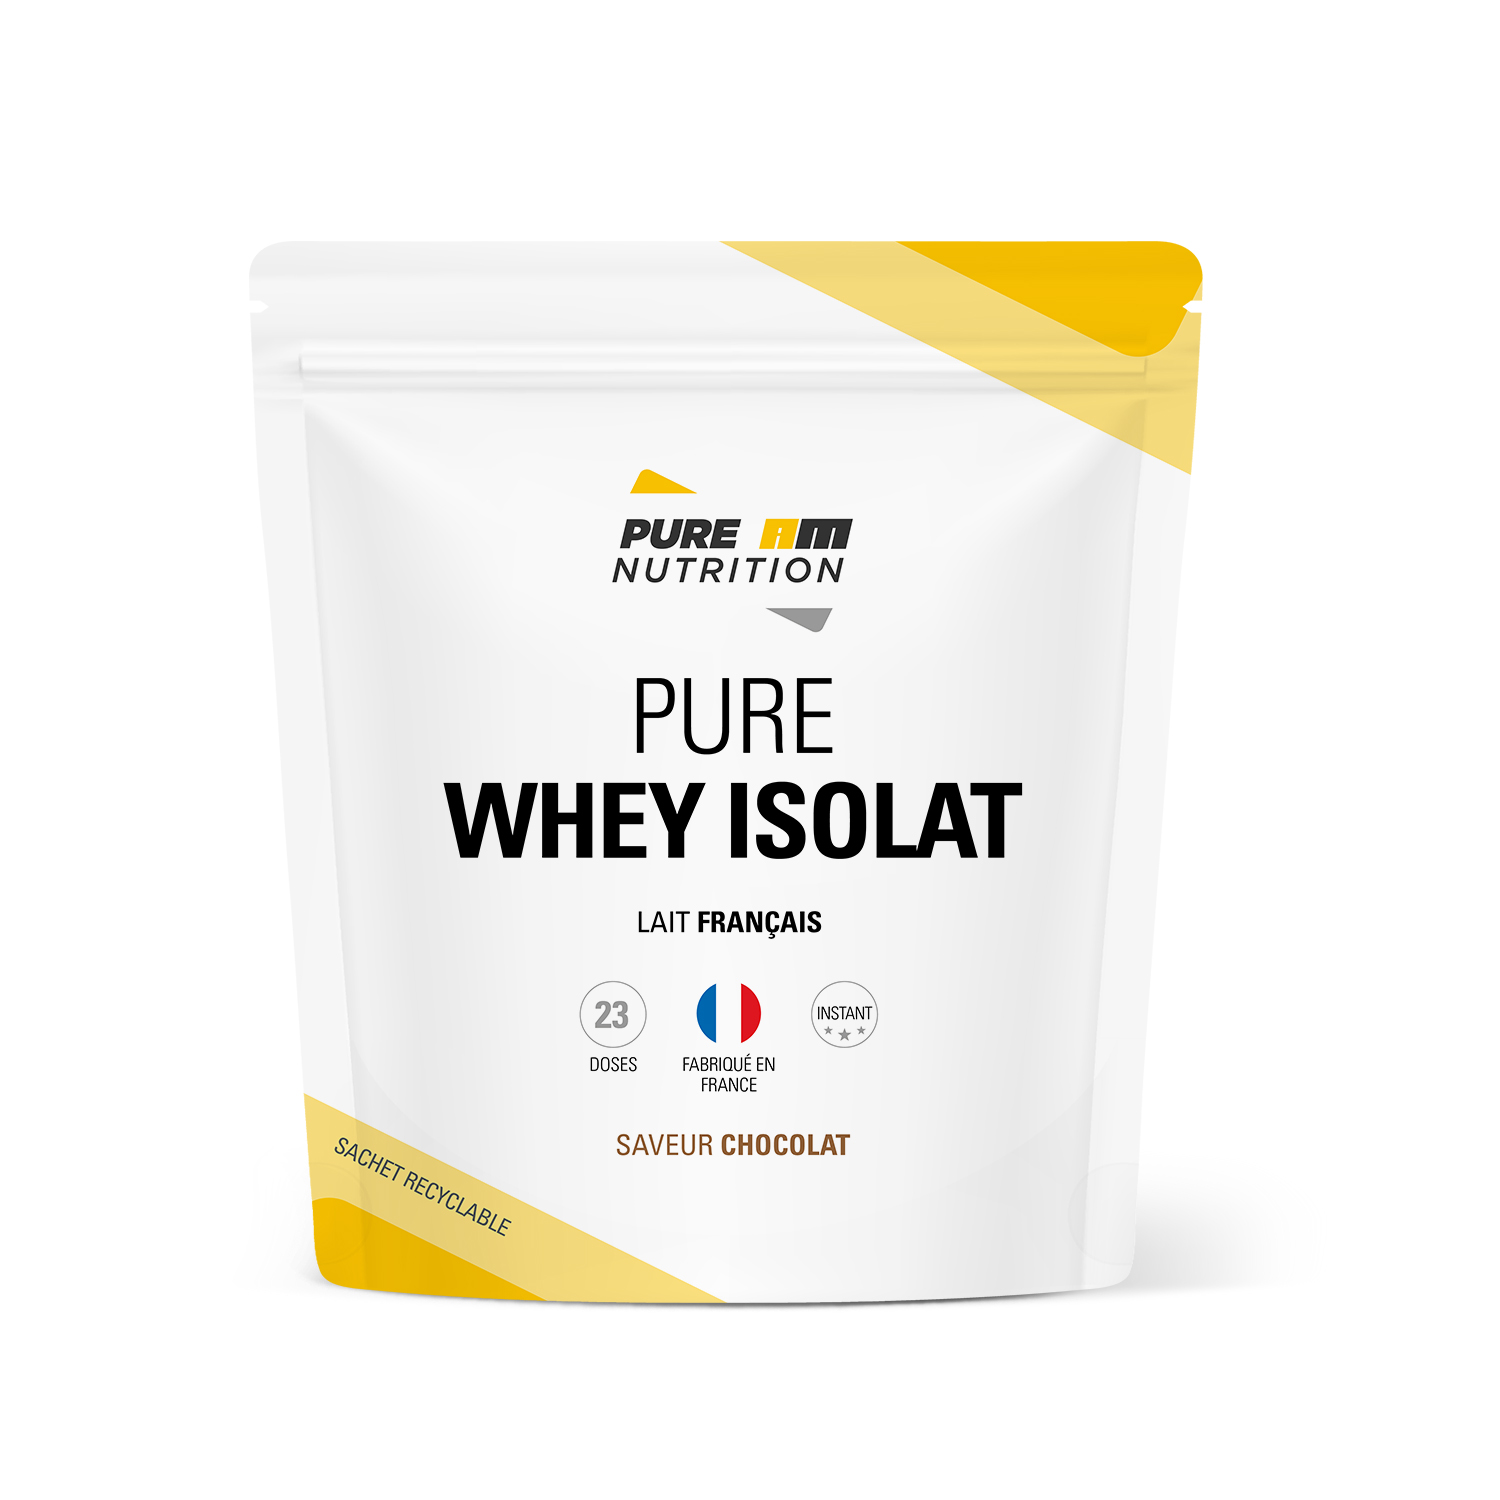 PURE AM
NUTRITION
PURE
WHEY ISOLAT
LAIT FRANÇAIS
23
DOSES
FABRIQUÉ EN
FRANCE
INSTANT
SAVEUR CHOCOLAT
SACHET RECYCLABLE